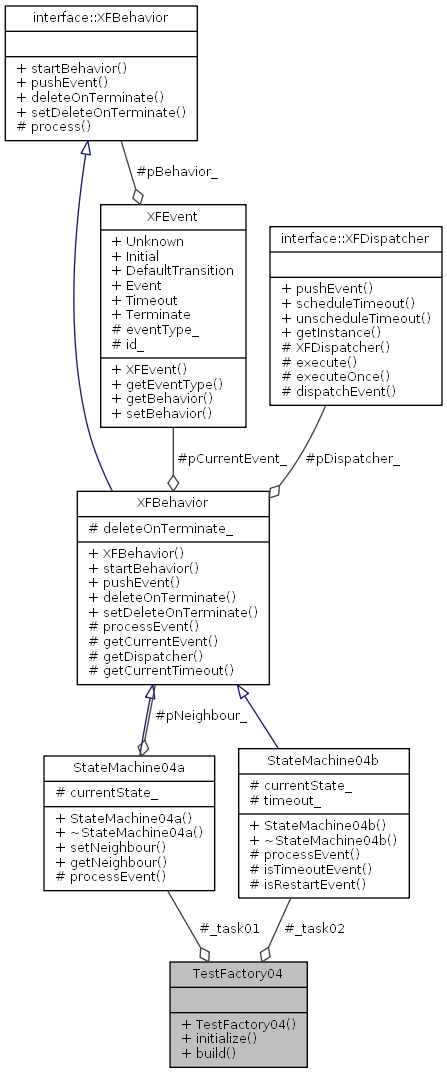 interface::XFBehavior
+ startBehavior()
+ pushEvent()
+ deleteOnTerminate()
+ setDeleteOnTerminate()
# process()
#pBehavior_
XFEvent
+ Unknown
+ Initial
+ DefaultTransition
+ Event
+ Timeout
+ Terminate
# eventType_
# id_
+ XFEvent()
+ getEventType()
+ getBehavior()
+ setBehavior()
interface::XFDispatcher
+ pushEvent()
+ scheduleTimeout()
+ unscheduleTimeout()
+ getInstance()
# XFDispatcher()
# execute()
# executeOnce()
# dispatchEvent()
#pCurrentEvent_
#pDispatcher_
XFBehavior
# deleteOnTerminate_
+ XFBehavior()
+ startBehavior()
+ pushEvent()
+ deleteOnTerminate()
+ setDeleteOnTerminate()
# processEvent()
# getCurrentEvent()
# getDispatcher()
# getCurrentTimeout()
#pNeighbour_
StateMachine04a
# currentState_
+ StateMachine04a()
+ ~StateMachine04a()
+ setNeighbour()
+ getNeighbour()
# processEvent()
StateMachine04b
# currentState_
# timeout_
+ StateMachine04b()
+ ~StateMachine04b()
# processEvent()
# isTimeoutEvent()
# isRestartEvent()
#_task01
#_task02
TestFactory04
+ TestFactory04()
+ initialize()
+ build()